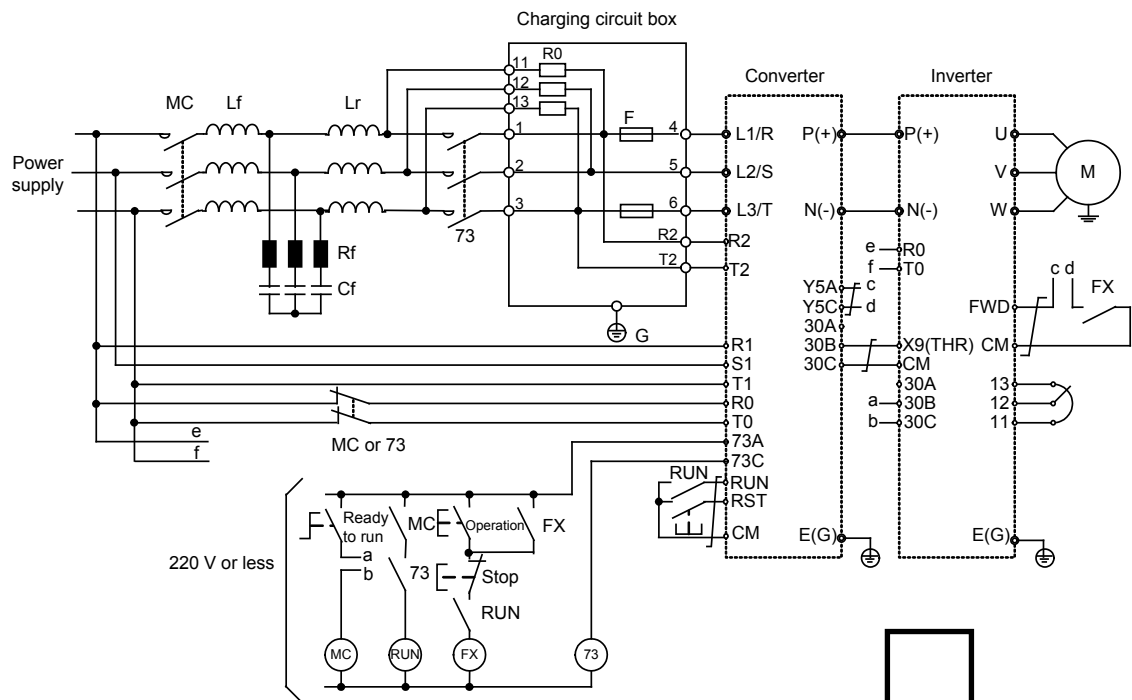 Charging circuit box
11 R0
12
13
MC Lf Lr
Converter Inverter
F
1 4 L1/R P(+) P(+) U
Power supply
2 5 L2/S V M
3 6 L3/T N(-) N(-) W
73
R2 R2
T2 T2
Rf
Cf
G
e R0
f T0
Y5A c
Y5C d
30A
30B X9(THR)
30C CM
30A
a 30B
b 30C
c d FX
FWD
CM
13
12
11
R1
S1
T1
R0
T0
e
f
MC or 73
73A
73C
RUN RUN
RST
CM
E(G) E(G)
220 V or less
Ready to run
a
b
MC Operation FX
73 Stop
RUN
MC RUN FX 73